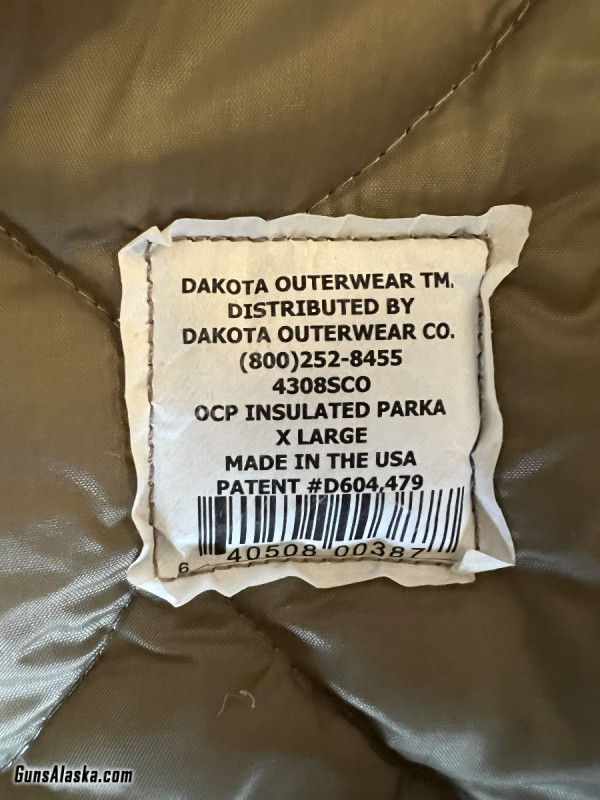 DAKOTA OUTERWEAR TM.
DISTRIBUTED BY
DAKOTA OUTERWEAR CO.
(800)252-8455
4308SCO
OCP INSULATED PARKA
X LARGE
MADE IN THE USA
PATENT #D604,479
6 40508 00387
GunsAlaska.com